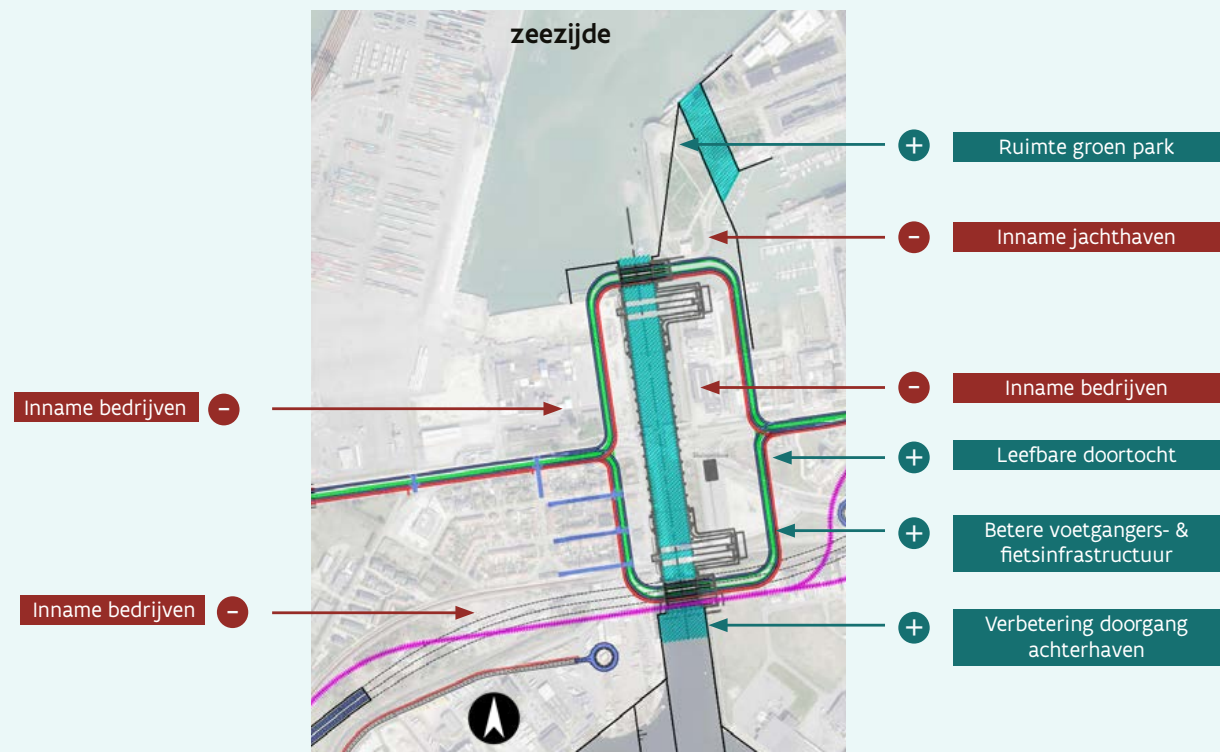 zeezijde
+ Ruimte groen park
- Inname jachthaven
- Inname bedrijven
Inname bedrijven -
+ Leefbare doortocht
+ Betere voetgangers- &
fietsinfrastructuur
Inname bedrijven -
+ Verbetering doorgang
achterhaven